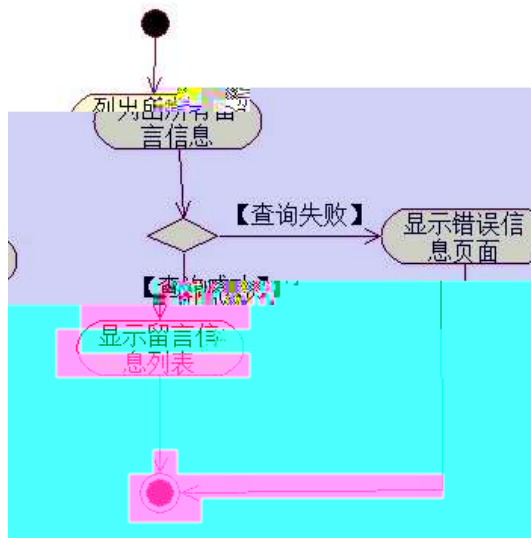 列出所有留
言信息
【查询失败】
显示错误信
息页面
【查询成功】
显示留言信
息列表